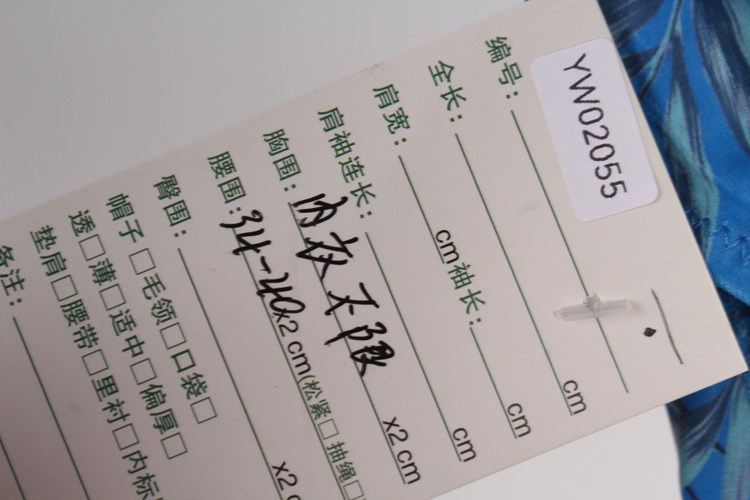 编号: YW02055
全长: cm
肩宽: cm 袖长: cm
肩袖连长: cm
胸围: 内衣不限 x2 cm
腰围: 34-40 x2 cm(松紧□ 抽绳□
臀围: x2 c
帽子□毛领□口袋□
透□薄□适中□偏厚□
垫肩□腰带□里衬□内标
备注: